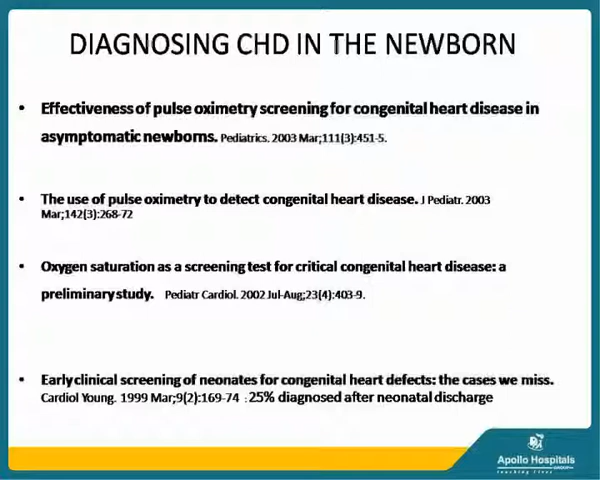 DIAGNOSING CHD IN THE NEWBORN
• Effectiveness of pulse oximetry screening for congenital heart disease in
asymptomatic newborns. Pediatrics. 2003 Mar;111(3):451-5.
• The use of pulse oximetry to detect congenital heart disease. J Pediatr. 2003
Mar;142(3):268-72
• Oxygen saturation as a screening test for critical congenital heart disease: a
preliminary study. Pediatr Cardiol. 2002 Jul-Aug;23(4):403-9.
• Early clinical screening of neonates for congenital heart defects: the cases we miss.
Cardiol Young. 1999 Mar;9(2):169-74 : 25% diagnosed after neonatal discharge
Apollo Hospitals
touching lives